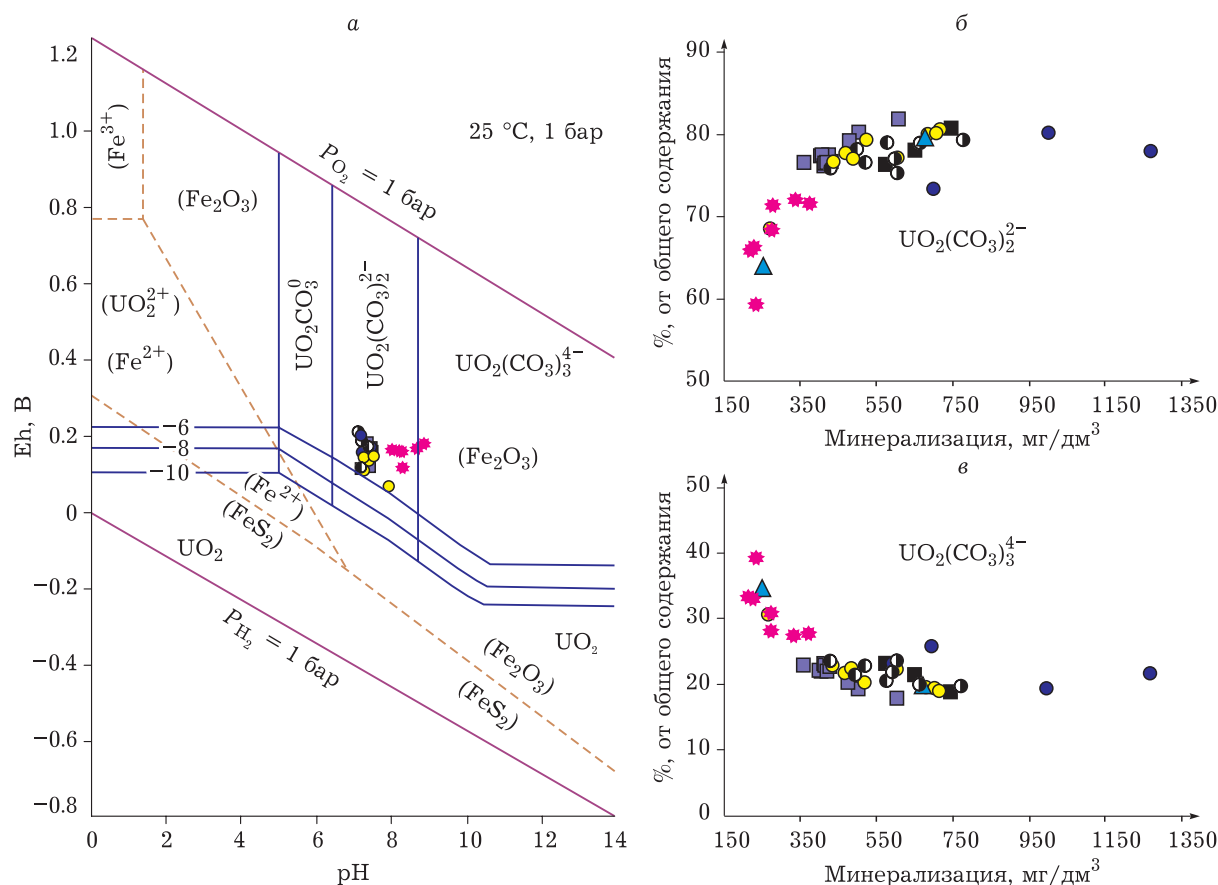 а
1.2
1.0
0.8
0.6
0.4
0.2
0
−0.2
−0.4
−0.6
−0.8
Eh, В
0
2
4
6
8
10
12
14
pH
25 °C, 1 бар
(Fe³⁺)
(Fe₂O₃)
P_O₂ = 1 бар
(UO₂²⁺)
(Fe²⁺)
UO₂CO₃⁰
UO₂(CO₃)₂²⁻
UO₂(CO₃)₃⁴⁻
(Fe₂O₃)
−6
−8
−10
(Fe²⁺)
(FeS₂)
UO₂
P_H₂ = 1 бар
UO₂
(Fe₂O₃)
(FeS₂)
б
90
80
70
60
50
%, от общего содержания
UO₂(CO₃)₂²⁻
150
350
550
750
950
1150
1350
Минерализация, мг/дм³
в
50
40
30
20
10
0
%, от общего содержания
UO₂(CO₃)₃⁴⁻
150
350
550
750
950
1150
1350
Минерализация, мг/дм³